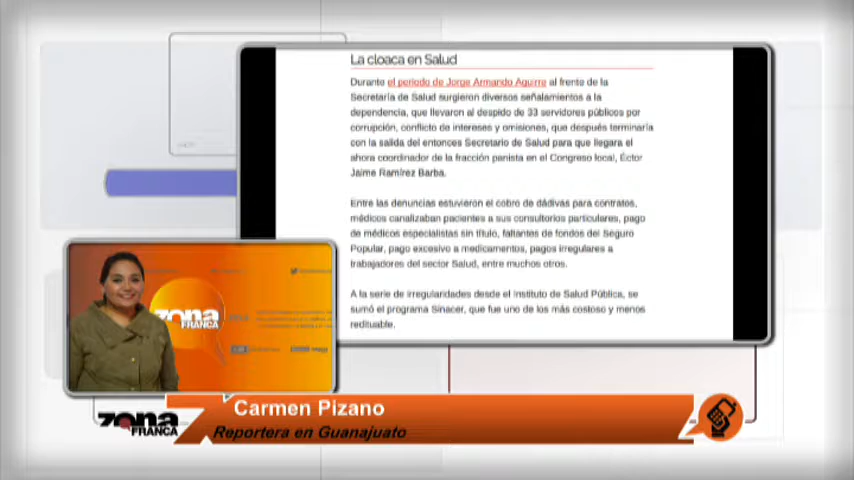 La cloaca en Salud
Durante el periodo de Jorge Armando Aguirre al frente de la
Secretaría de Salud surgieron diversos señalamientos a la
dependencia, que llevaron al despido de 33 servidores públicos por
corrupción, conflicto de intereses y omisiones, que después terminaría
con la salida del entonces Secretario de Salud para que llegara el
ahora coordinador de la fracción panista en el Congreso local, Éctor
Jaime Ramírez Barba.
Entre las denuncias estuvieron el cobro de dádivas para contratos,
médicos canalizaban pacientes a sus consultorios particulares, pago
de médicos especialistas sin título, faltantes de fondos del Seguro
Popular, pago excesivo a medicamentos, pagos irregulares a
trabajadores del sector Salud, entre muchos otros.
A la serie de irregularidades desde el Instituto de Salud Pública, se
sumó el programa Sinacer, que fue uno de los más costoso y menos
redituable.
zona
FRANCA
Carmen Pizano
Reportera en Guanajuato
zona
FRANCA